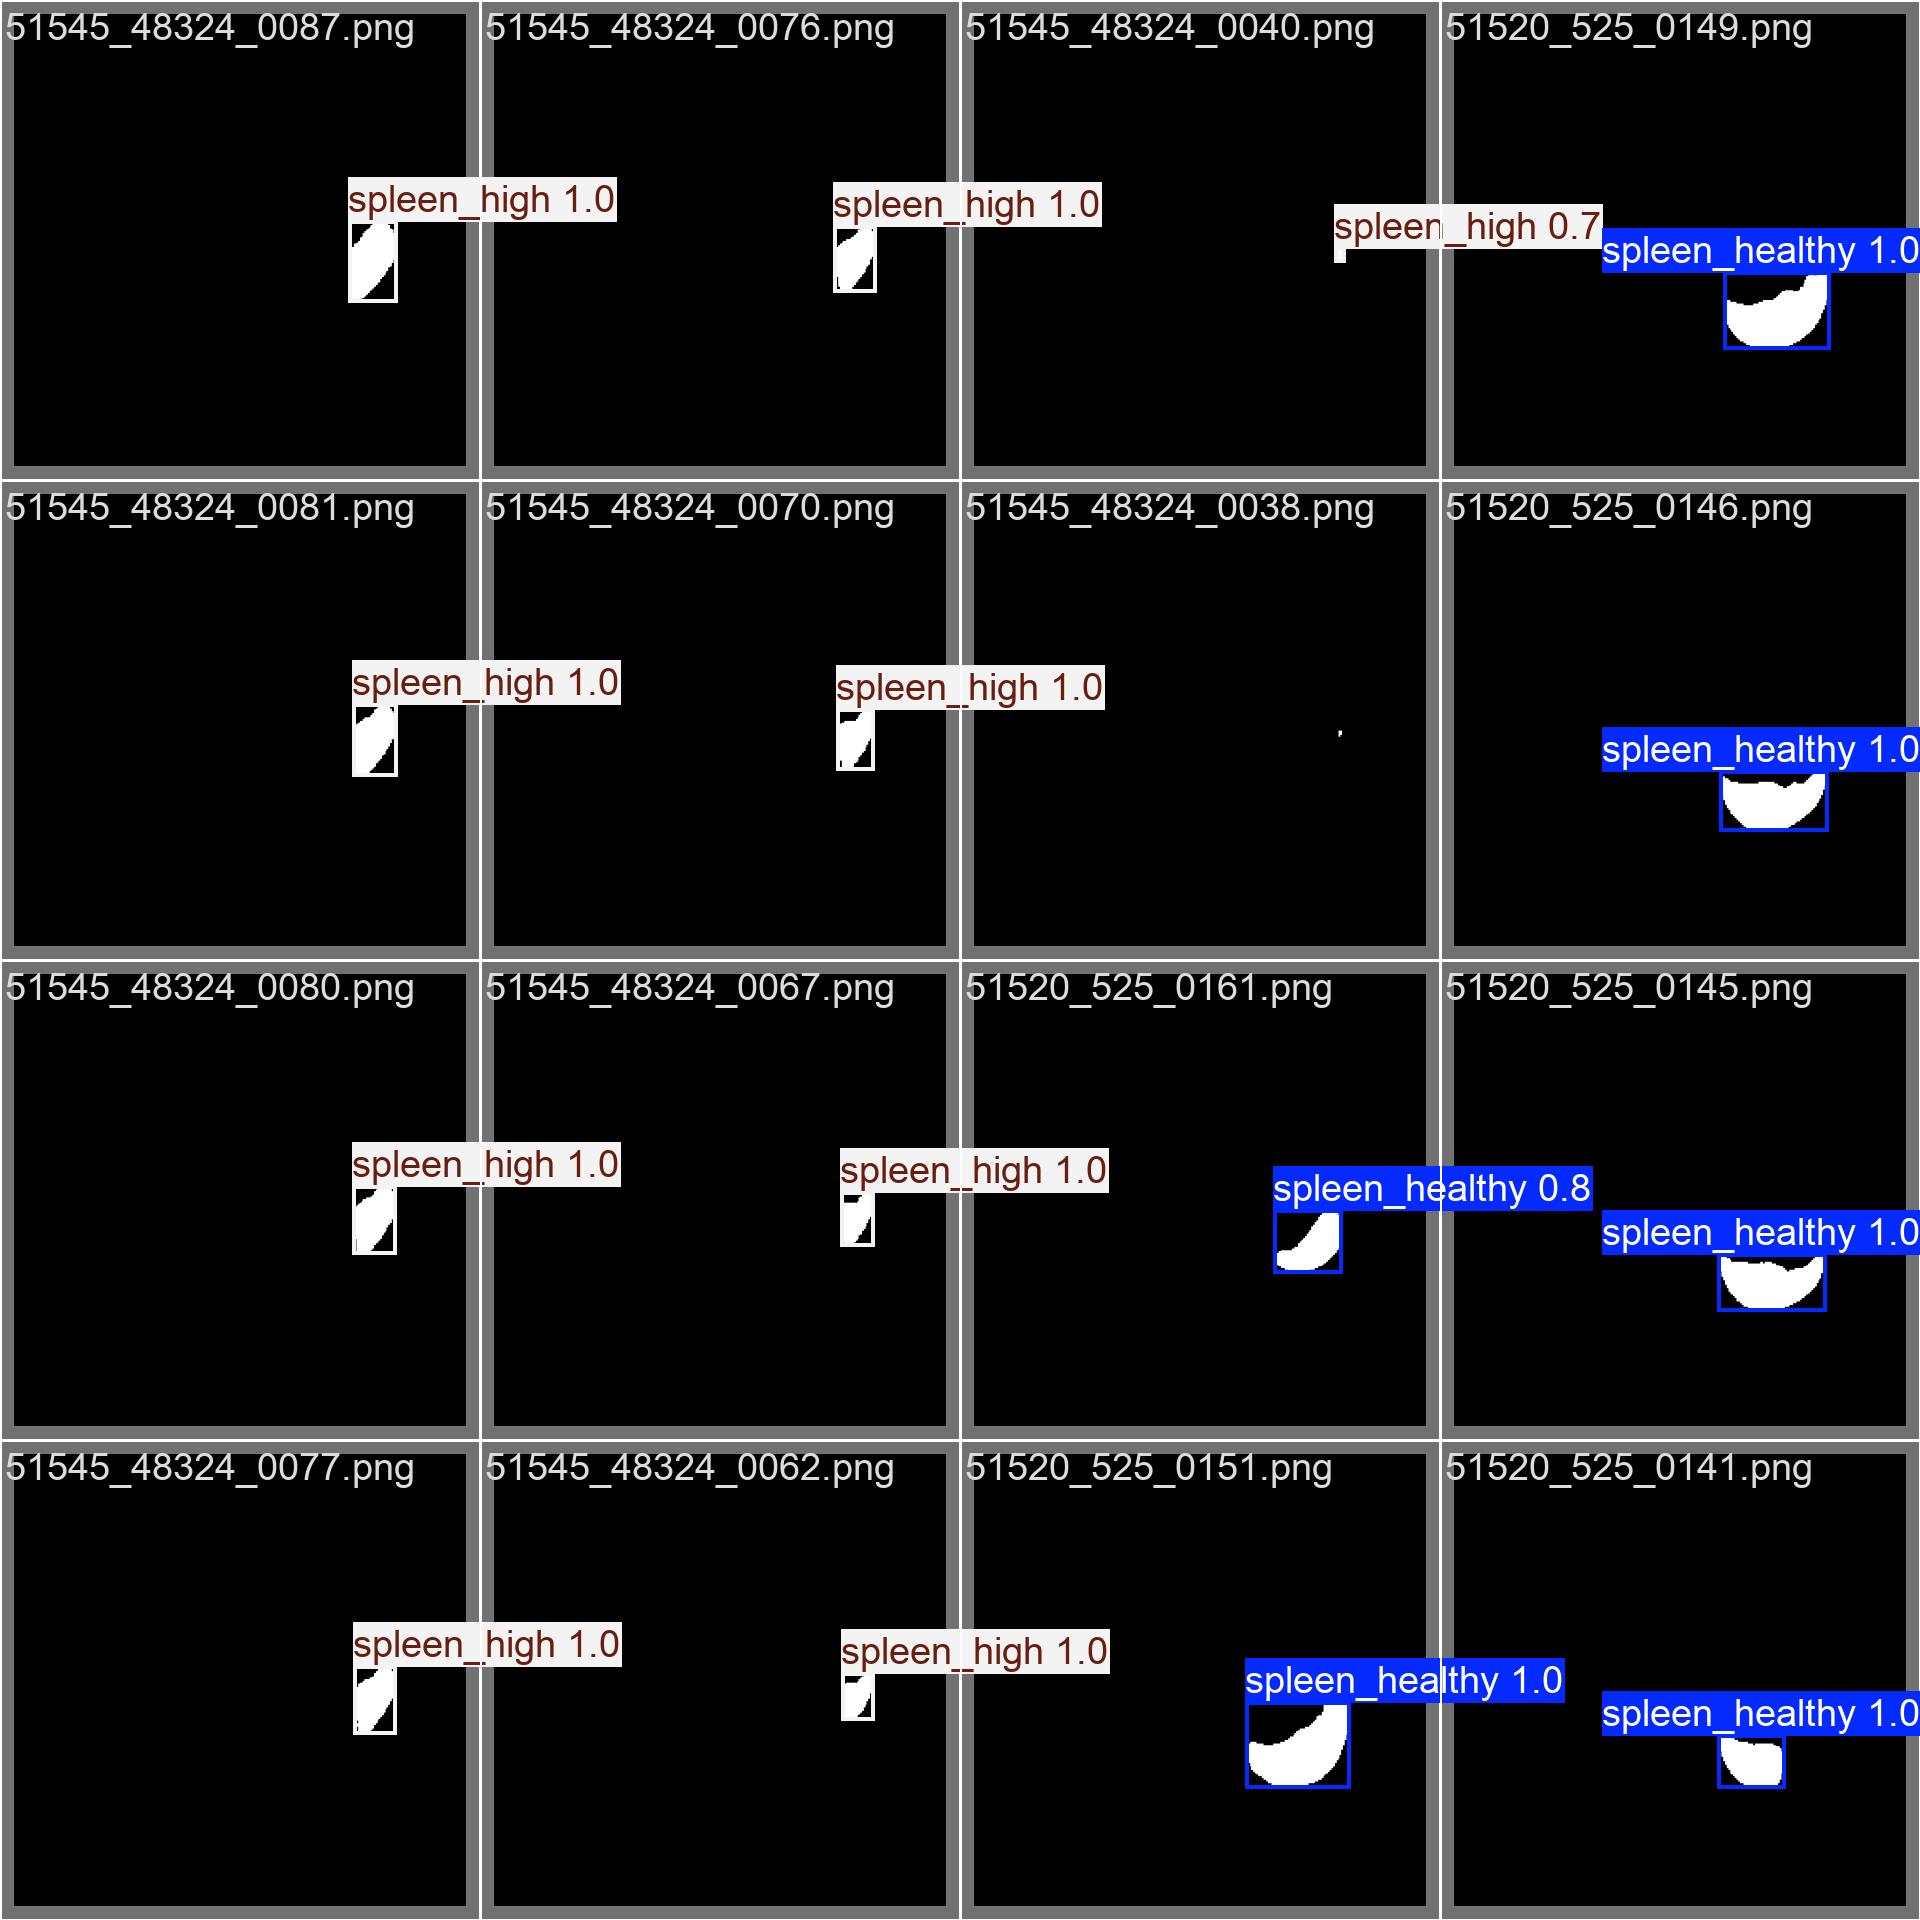 51545_48324_0087.png
51545_48324_0076.png
51545_48324_0040.png
51520_525_0149.png
spleen_high 1.0
spleen_high 1.0
spleen_high 0.7
spleen_healthy 1.0
51545_48324_0081.png
51545_48324_0070.png
51545_48324_0038.png
51520_525_0146.png
spleen_high 1.0
spleen_high 1.0
spleen_healthy 1.0
51545_48324_0080.png
51545_48324_0067.png
51520_525_0161.png
51520_525_0145.png
spleen_high 1.0
spleen_high 1.0
spleen_healthy 0.8
spleen_healthy 1.0
51545_48324_0077.png
51545_48324_0062.png
51520_525_0151.png
51520_525_0141.png
spleen_high 1.0
spleen_high 1.0
spleen_healthy 1.0
spleen_healthy 1.0